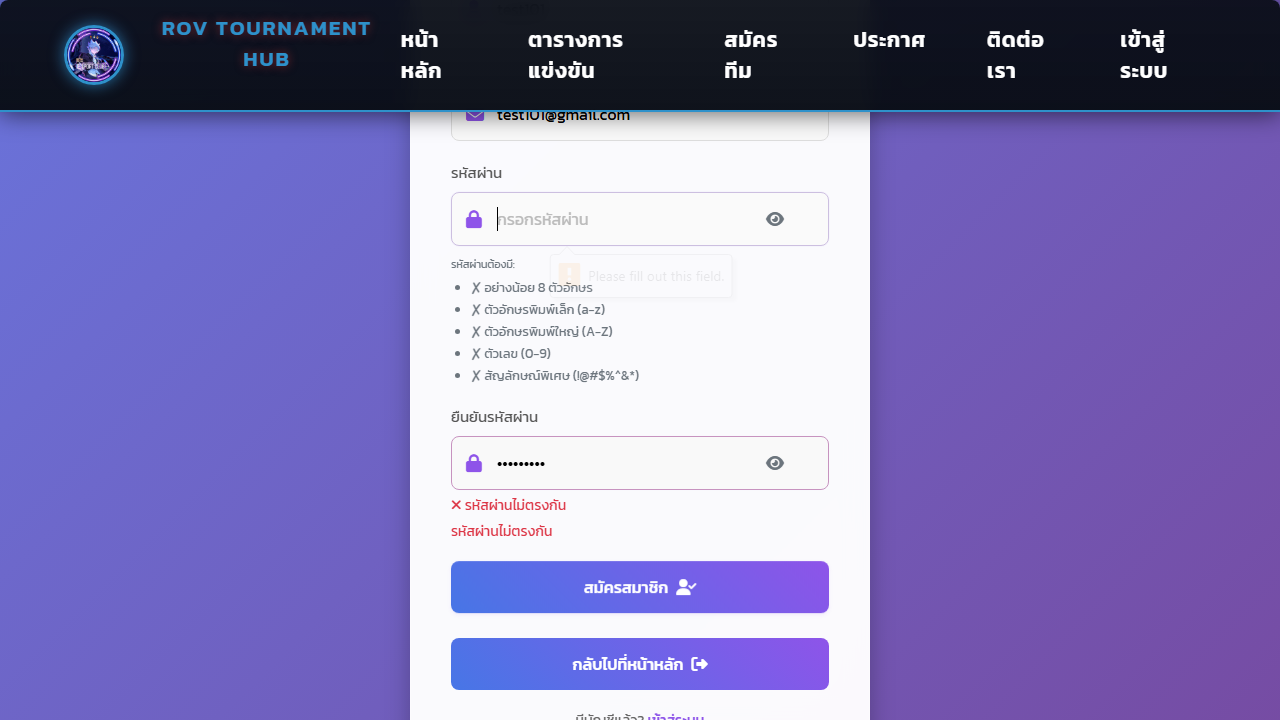 ROV TOURNAMENT
HUB
หน้า
หลัก
ตารางการ
แข่งขัน
สมัคร
ทีม
ประกาศ
ติดต่อ
เรา
เข้าสู่
ระบบ
test101@gmail.com
รหัสผ่าน
กรอกรหัสผ่าน
Please fill out this field.
รหัสผ่านต้องมี:
✗ อย่างน้อย 8 ตัวอักษร
✗ ตัวอักษรพิมพ์เล็ก (a-z)
✗ ตัวอักษรพิมพ์ใหญ่ (A-Z)
✗ ตัวเลข (0-9)
✗ สัญลักษณ์พิเศษ (!@#$%^&*)
ยืนยันรหัสผ่าน
•••••••••
✕ รหัสผ่านไม่ตรงกัน
รหัสผ่านไม่ตรงกัน
สมัครสมาชิก
กลับไปที่หน้าหลัก
มีบัญชีแล้ว? เข้าสู่ระบบ